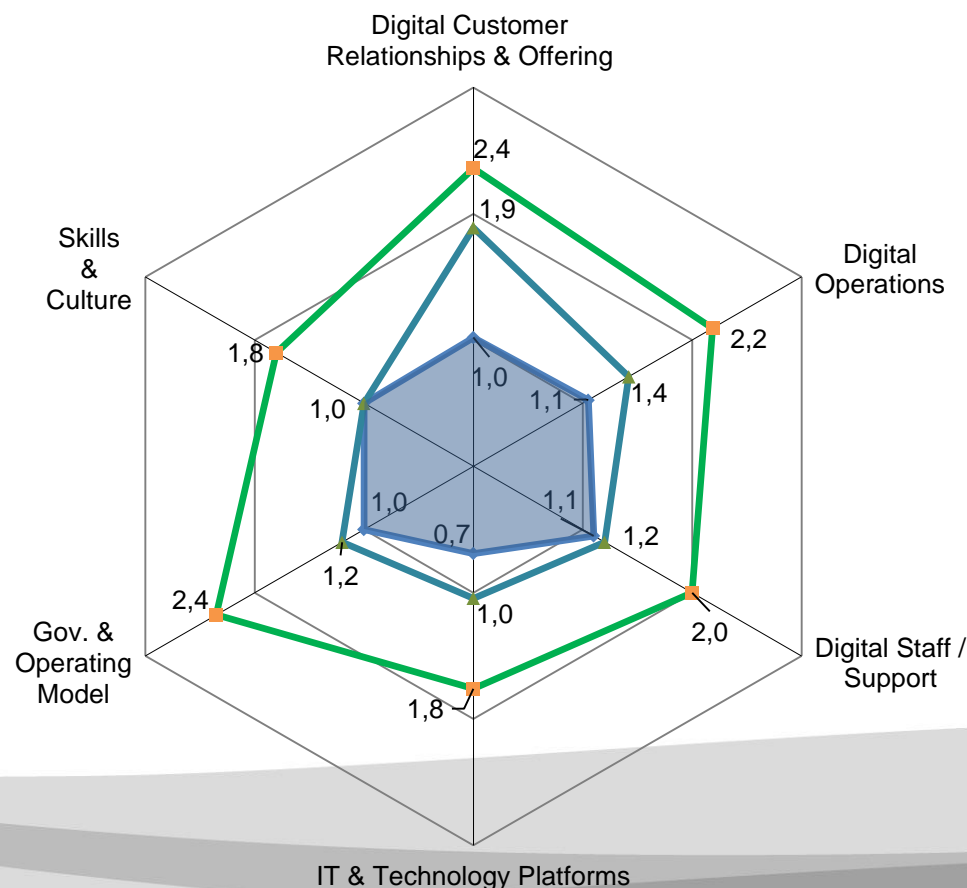 Digital Customer
Relationships & Offering
2,4
1,9
Skills
&
Culture
Digital
Operations
1,8
2,2
1,0
1,1
1,4
1,0
1,0
1,1
0,7
1,2
1,2
2,4
1,0
2,0
Gov. &
Operating
Model
Digital Staff /
Support
1,8
IT & Technology Platforms